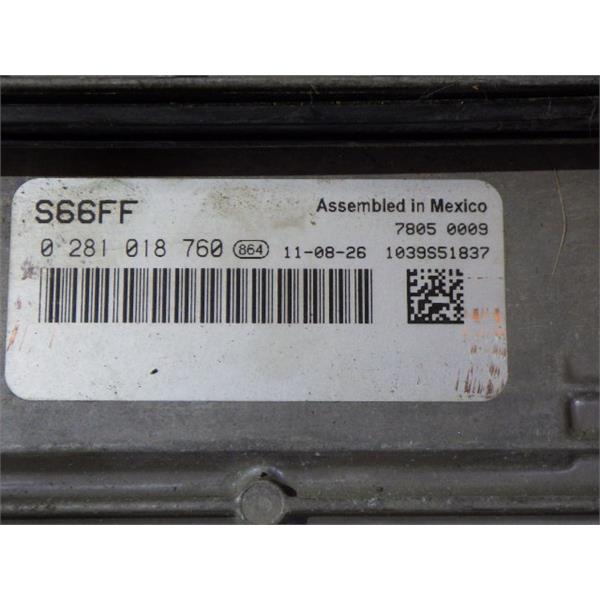 S66FF Assembled in Mexico
7805 0009
0 281 018 760 864 11-08-26 1039S51837